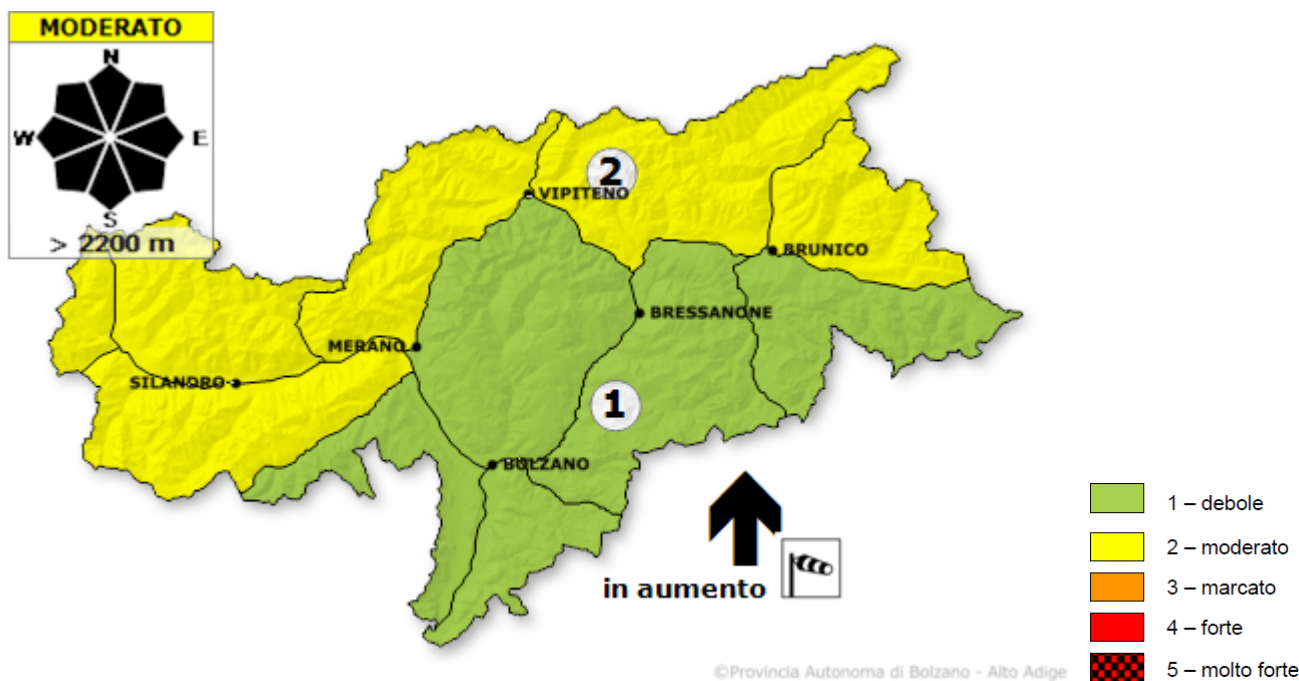 MODERATO
N
W
E
S
> 2200 m
2
VIPITENO
BRUNICO
BRESSANONE
MERANO
SILANDRO
1
BOLZANO
in aumento
1 – debole
2 – moderato
3 – marcato
4 – forte
5 – molto forte
©Provincia Autonoma di Bolzano - Alto Adige